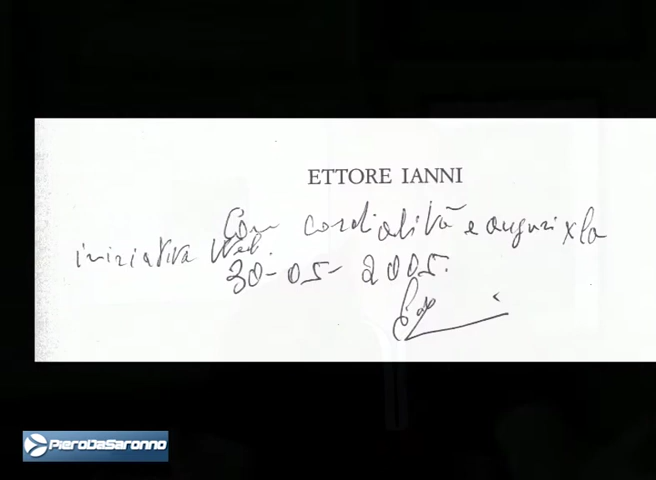 ETTORE IANNI
Con cordialità e auguri x la
iniziativa Web.
30-05-2005.
PIERODASARONNO